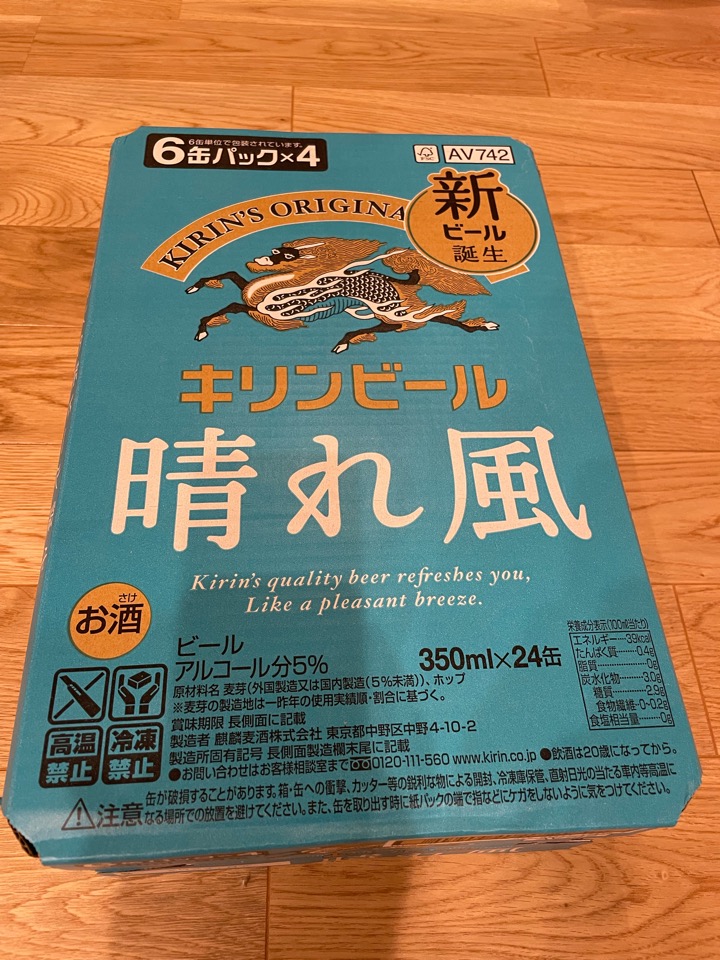 6缶単位で包装されています。
6缶パック×4
FSC
AV742
KIRIN'S ORIGINA
新
ビール
誕生
キリンビール
晴れ風
Kirin's quality beer refreshes you,
Like a pleasant breeze.
さけ
お酒
ビール
アルコール分5%
350ml×24缶
原材料名 麦芽(外国製造又は国内製造(5%未満))、ホップ
※麦芽の製造地は一昨年の使用実績順・割合に基づく。
賞味期限 長側面に記載
製造者 麒麟麦酒株式会社 東京都中野区中野4-10-2
製造所固有記号 長側面製造欄末尾に記載
●お問い合わせはお客様相談室まで 0120-111-560 www.kirin.co.jp ●飲酒は20歳になってから。
栄養成分表示(100ml当たり)
エネルギー……39kcal
たんぱく質……0.4g
脂質……0g
炭水化物……3.0g
糖質……2.9g
食物繊維…0~0.2g
食塩相当量……0g
高温
禁止
冷凍
禁止
⚠注意
缶が破損することがあります。箱・缶への衝撃、カッター等の鋭利な物による開封、冷凍庫保管、直射日光の当たる車内等高温に
なる場所での放置を避けてください。また、缶を取り出す時に紙パックの端で指などにケガをしないように気をつけてください。